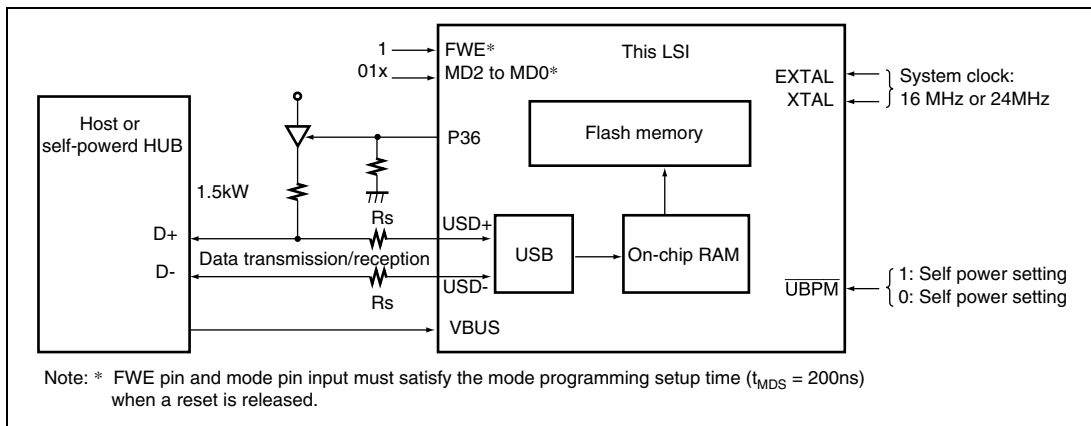 1
FWE*
01x
MD2 to MD0*
This LSI
EXTAL
XTAL
System clock:
16 MHz or 24MHz
Host or
self-powerd HUB
P36
Flash memory
1.5kW
Rs
D+
USD+
USB
On-chip RAM
Data transmission/reception
D-
USD-
Rs
UBPM
1: Self power setting
0: Self power setting
VBUS
Note: * FWE pin and mode pin input must satisfy the mode programming setup time (tMDS = 200ns)
when a reset is released.